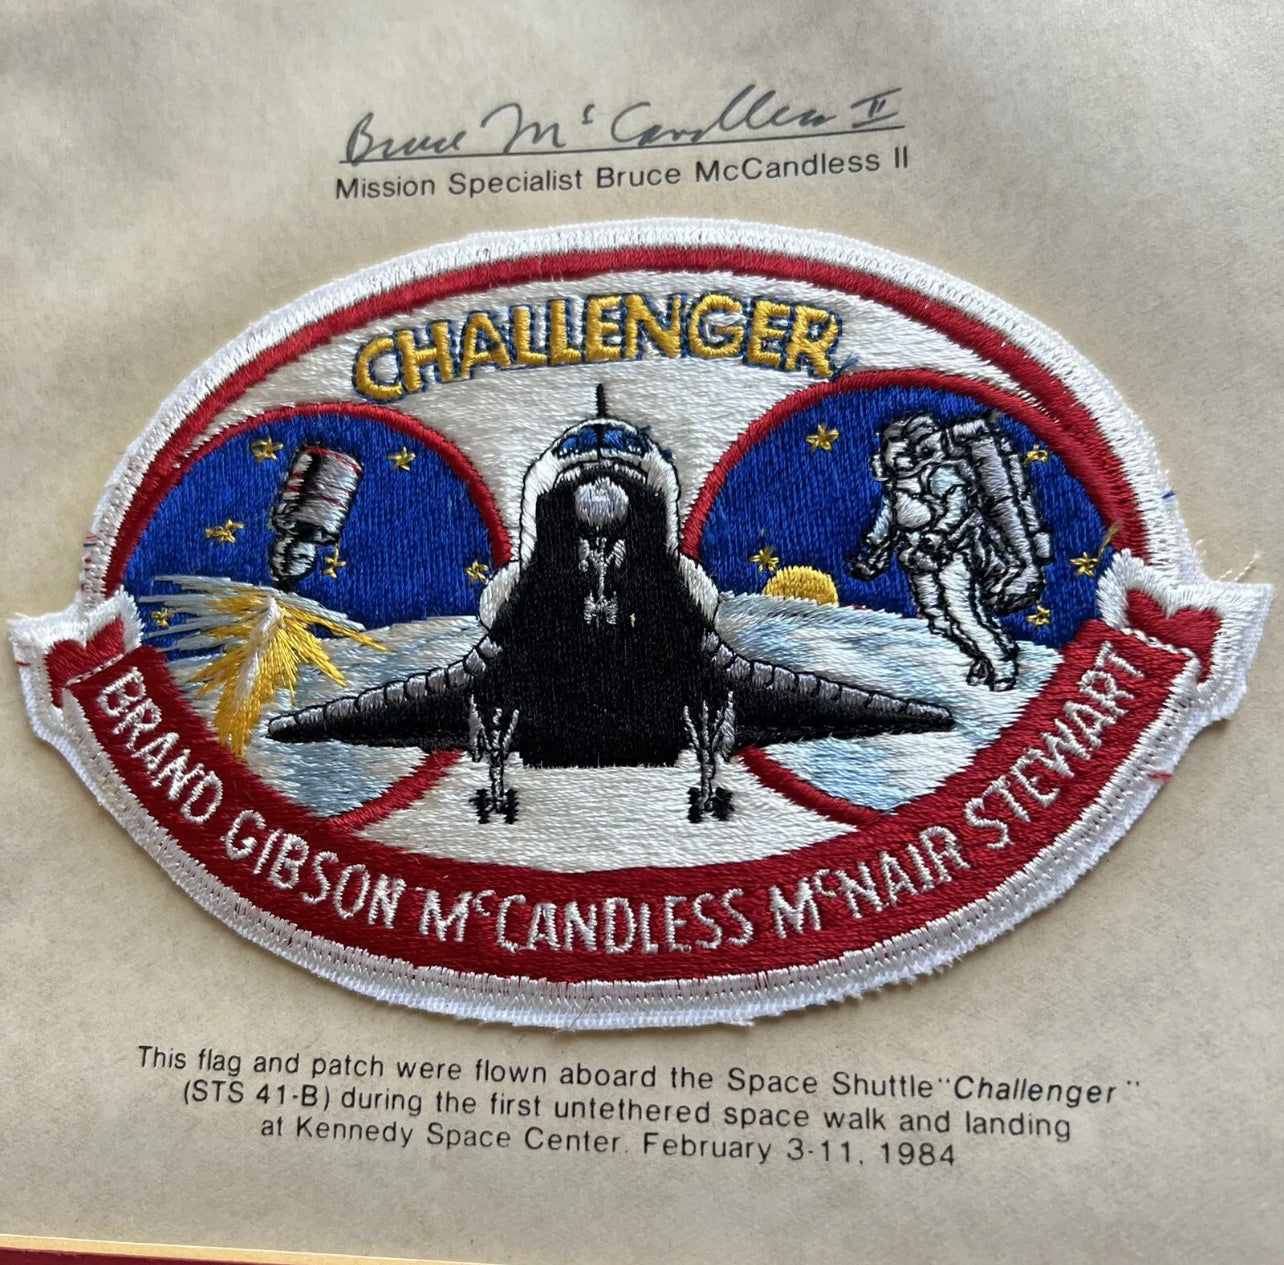 Bruce McCandless II
Mission Specialist Bruce McCandless II
CHALLENGER
BRAND GIBSON McCANDLESS McNAIR STEWART
This flag and patch were flown aboard the Space Shuttle "Challenger"
(STS 41-B) during the first untethered space walk and landing
at Kennedy Space Center. February 3-11, 1984